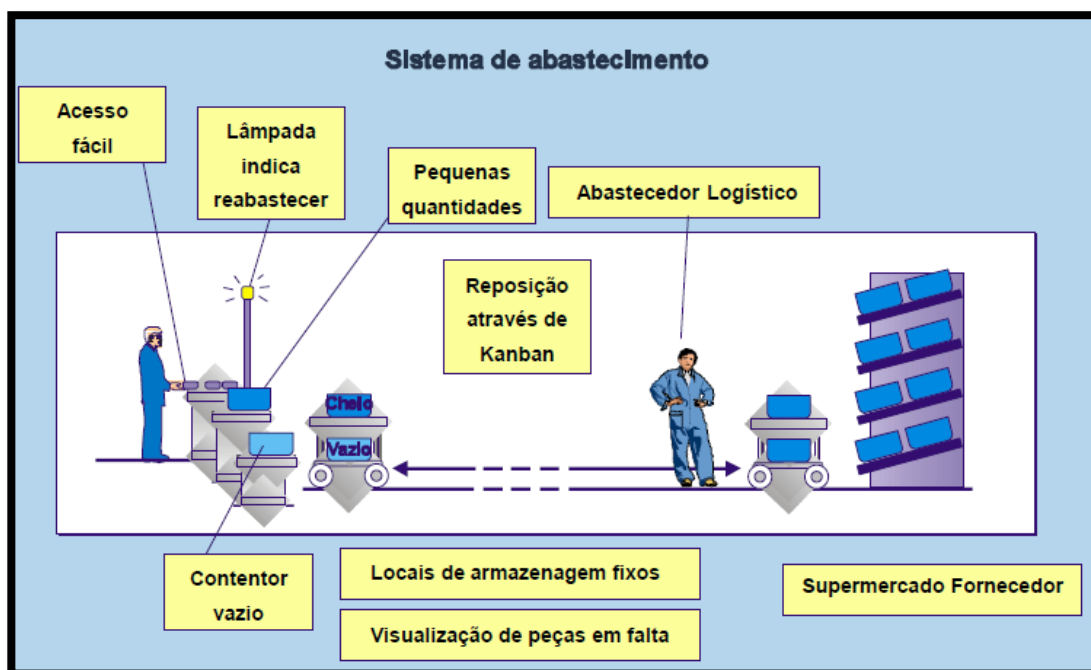 Sistema de abastecimento
Acesso
fácil
Lâmpada
indica
reabastecer
Pequenas
quantidades
Abastecedor Logístico
Reposição
através de
Kanban
Cheio
Vazio
Contentor
vazio
Locais de armazenagem fixos
Visualização de peças em falta
Supermercado Fornecedor